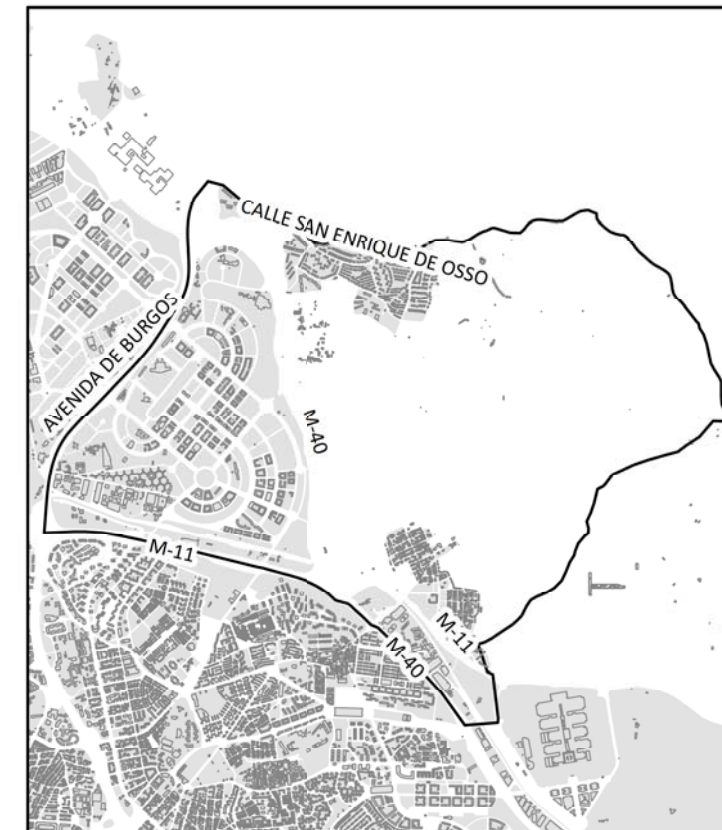 CALLE SAN ENRIQUE DE OSSO
AVENIDA DE BURGOS
M-40
M-11
M-11
M-40